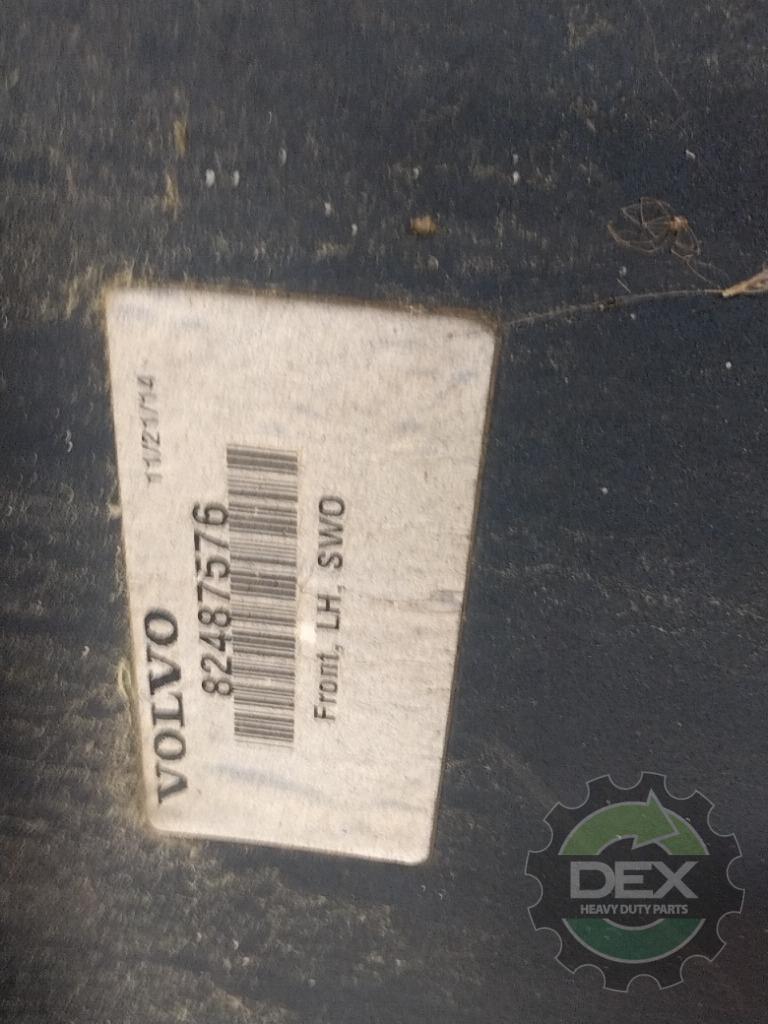 VOLVO 11/21/14
82487576
Front, LH, SWO
DEX
HEAVY DUTY PARTS